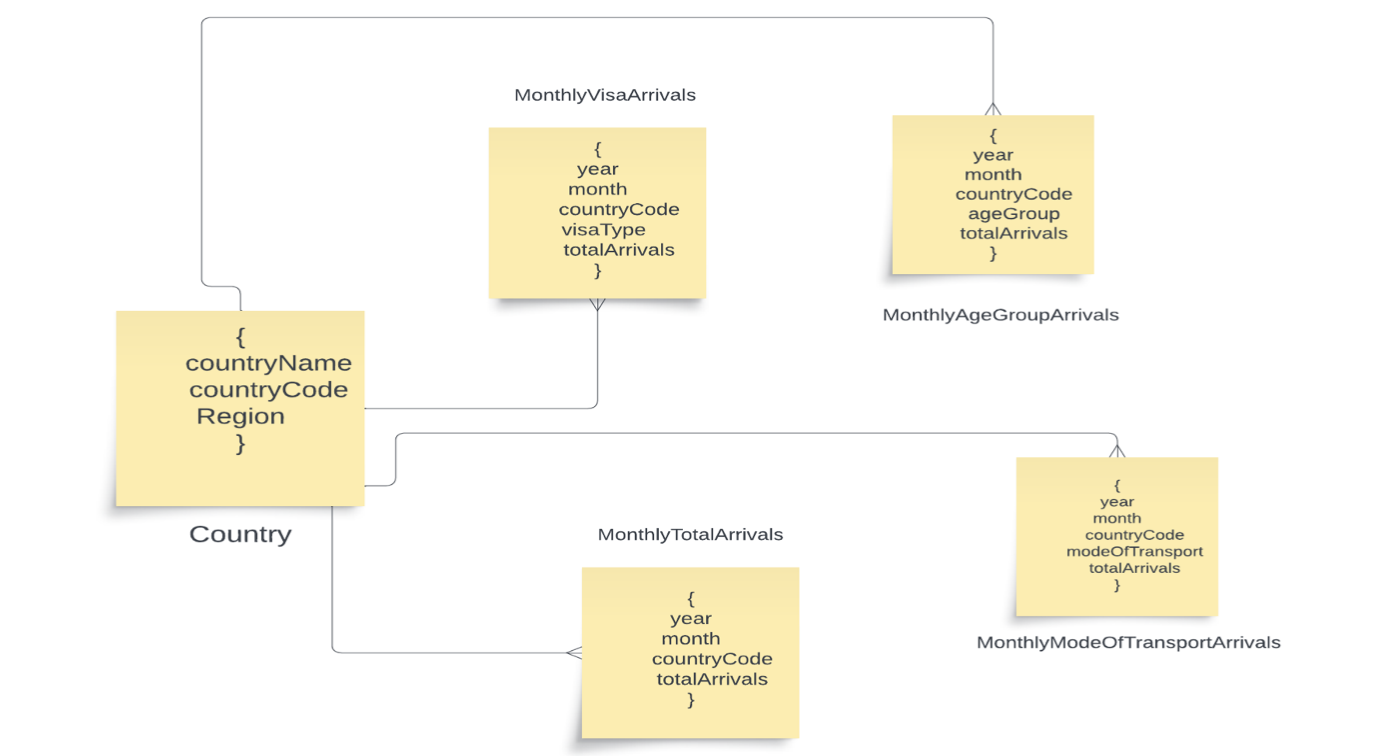 MonthlyVisaArrivals
{
year
month
countryCode
visaType
totalArrivals
}
{
year
month
countryCode
ageGroup
totalArrivals
}
MonthlyAgeGroupArrivals
{
countryName
countryCode
Region
}
Country
MonthlyTotalArrivals
{
year
month
countryCode
totalArrivals
}
{
year
month
countryCode
modeOfTransport
totalArrivals
}
MonthlyModeOfTransportArrivals